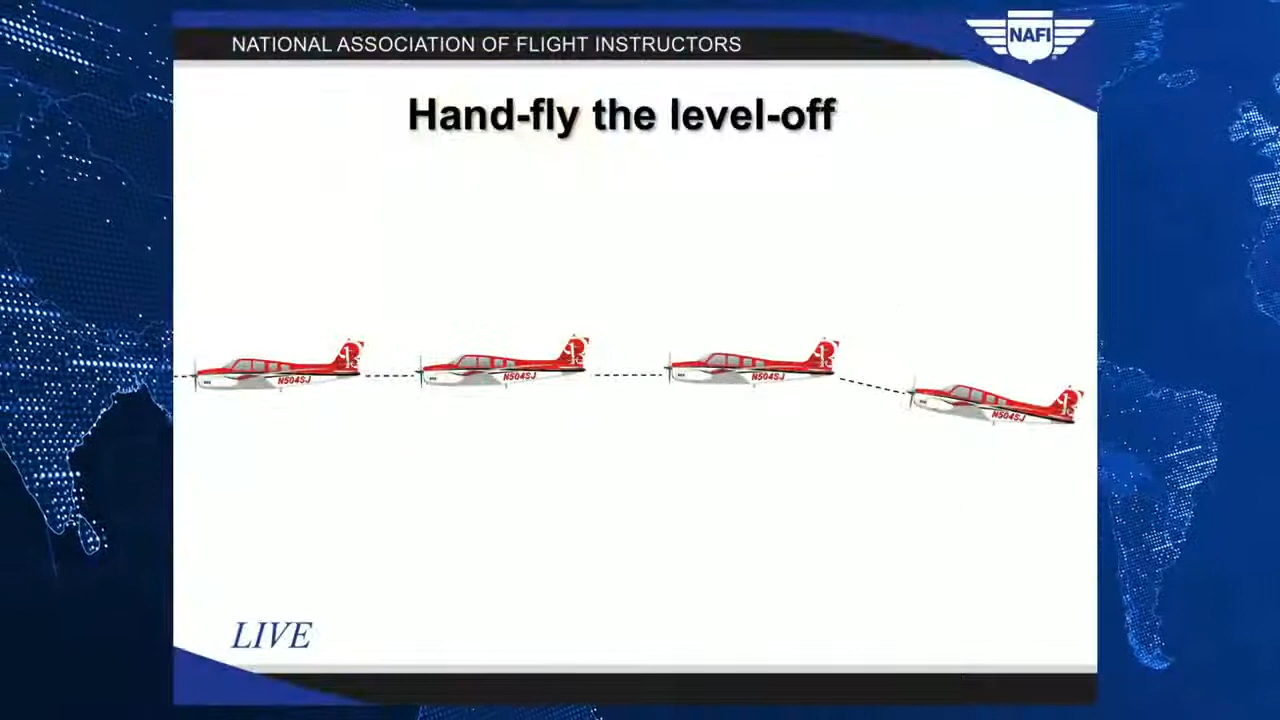 NATIONAL ASSOCIATION OF FLIGHT INSTRUCTORS
NAFI
Hand-fly the level-off
N504SJ
N504SJ
N504SJ
N504SJ
LIVE